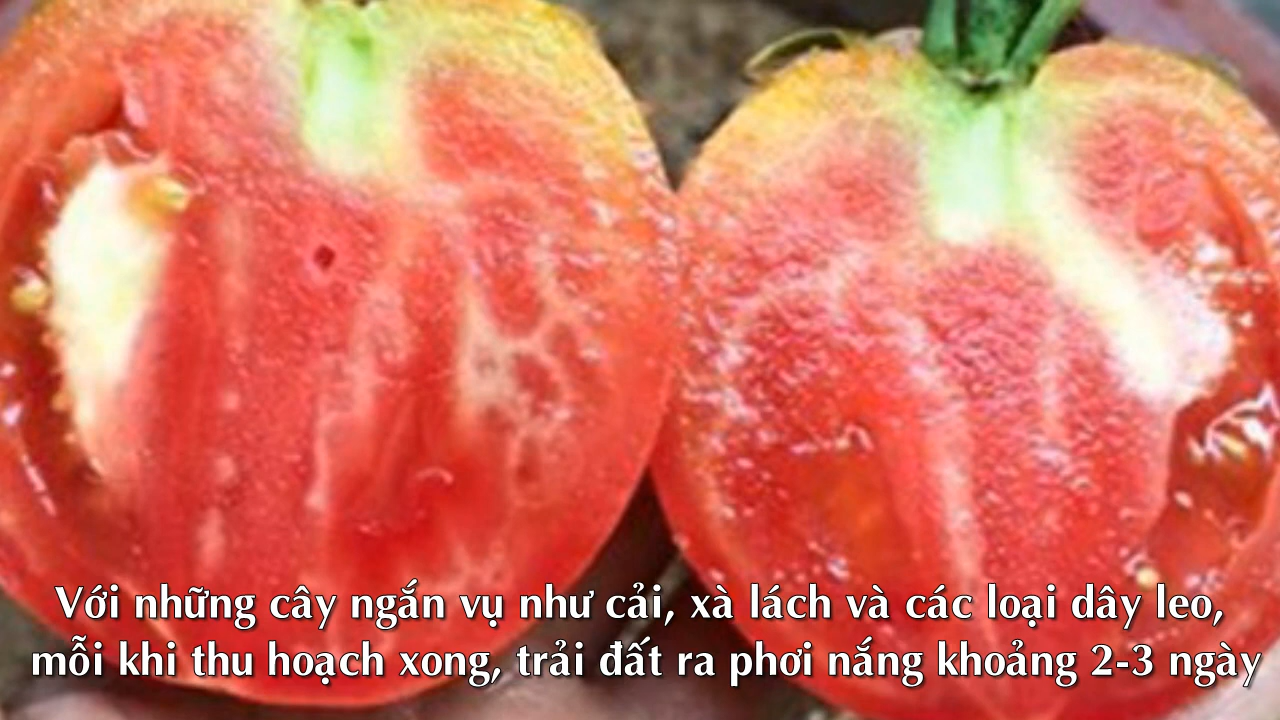 Với những cây ngắn vụ như cải, xà lách và các loại dây leo,
mỗi khi thu hoạch xong, trải đất ra phơi nắng khoảng 2-3 ngày